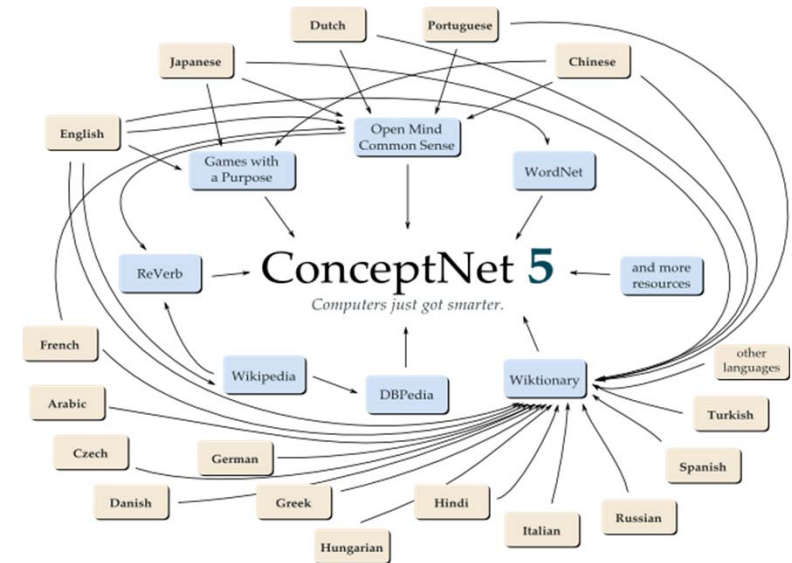 Dutch
Portuguese
Japanese
Chinese
English
Open Mind
Common Sense
Games with
a Purpose
WordNet
ReVerb
ConceptNet 5
and more
resources
Computers just got smarter.
French
other
languages
Wikipedia
DBPedia
Wiktionary
Arabic
Turkish
Czech
German
Spanish
Danish
Greek
Hindi
Italian
Russian
Hungarian